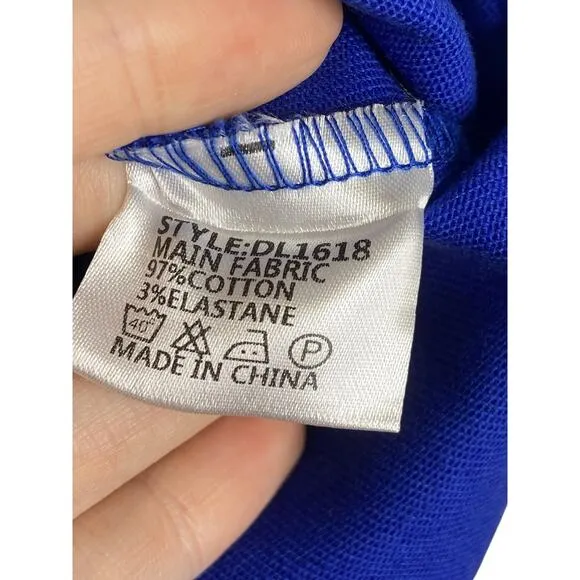 STYLE:DL1618
MAIN FABRIC
97%COTTON
3%ELASTANE
40° P
MADE IN CHINA